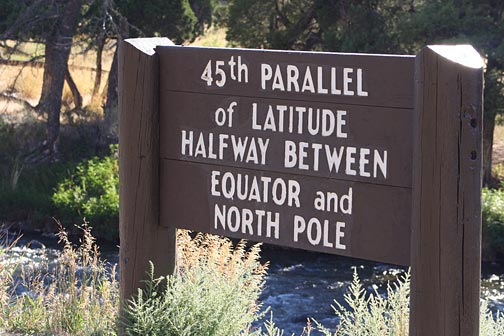 45th PARALLEL
of LATITUDE
HALFWAY BETWEEN
EQUATOR and
NORTH POLE